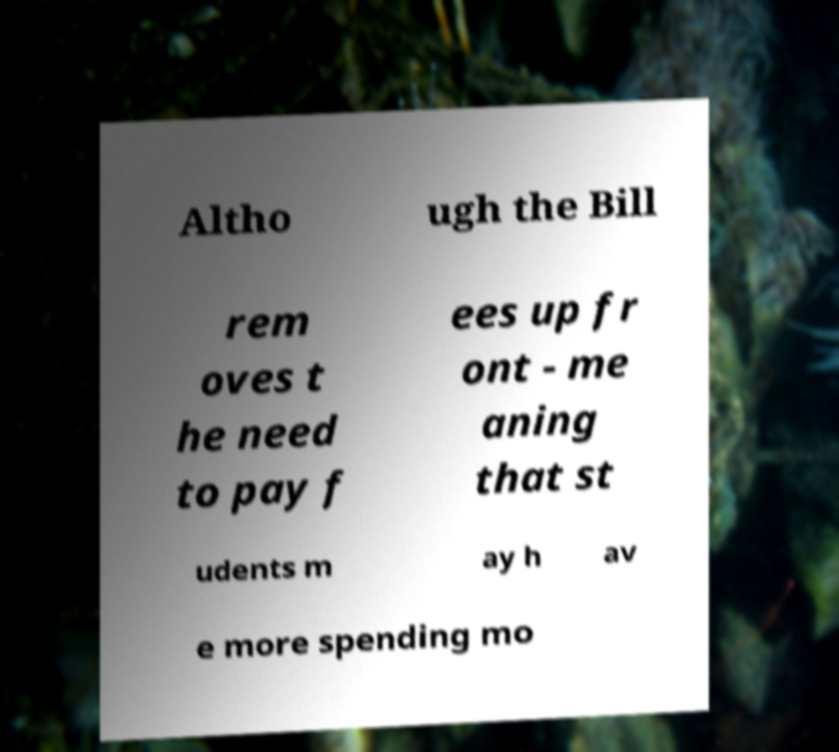 Altho ugh the Bill
rem
oves t
he need
to pay f
ees up fr
ont - me
aning
that st
udents m ay h av
e more spending mo